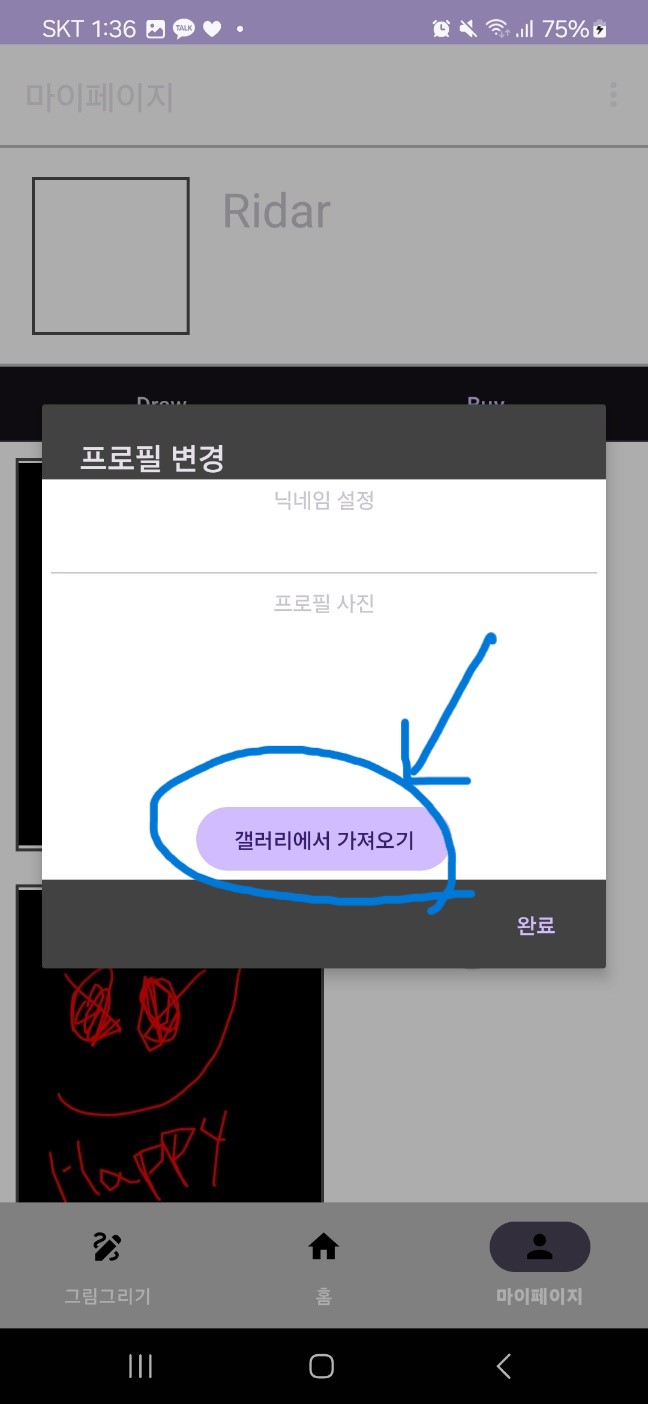 SKT 1:36 TALK 75%
마이페이지
Ridar
Draw Buy
프로필 변경
닉네임 설정
프로필 사진
갤러리에서 가져오기
완료
HAPPY
그림그리기 홈 마이페이지